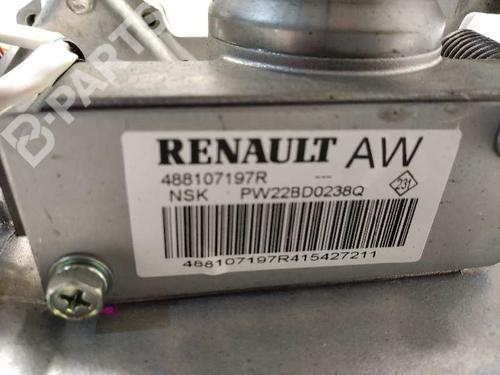 B-PARTS
RENAULT AW
488107197R ---
NSK PW22BD0238Q
231
488107197R415427211